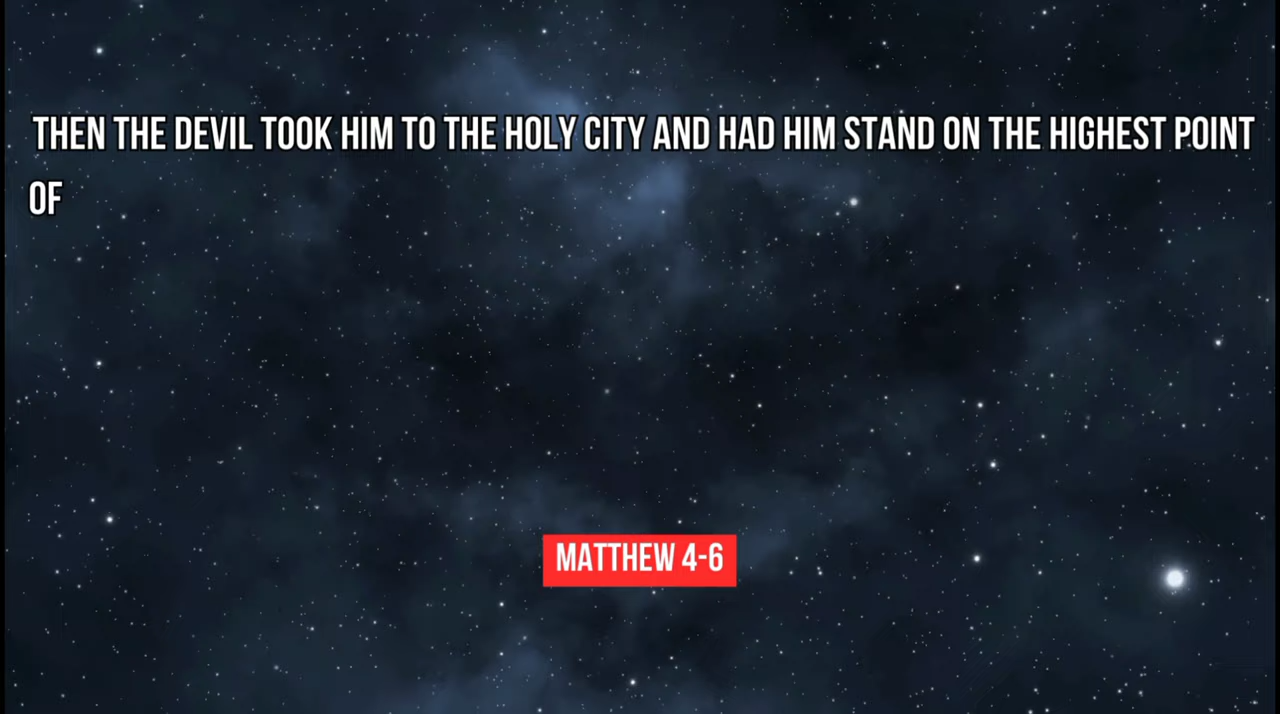 THEN THE DEVIL TOOK HIM TO THE HOLY CITY AND HAD HIM STAND ON THE HIGHEST POINT
OF
MATTHEW 4-6